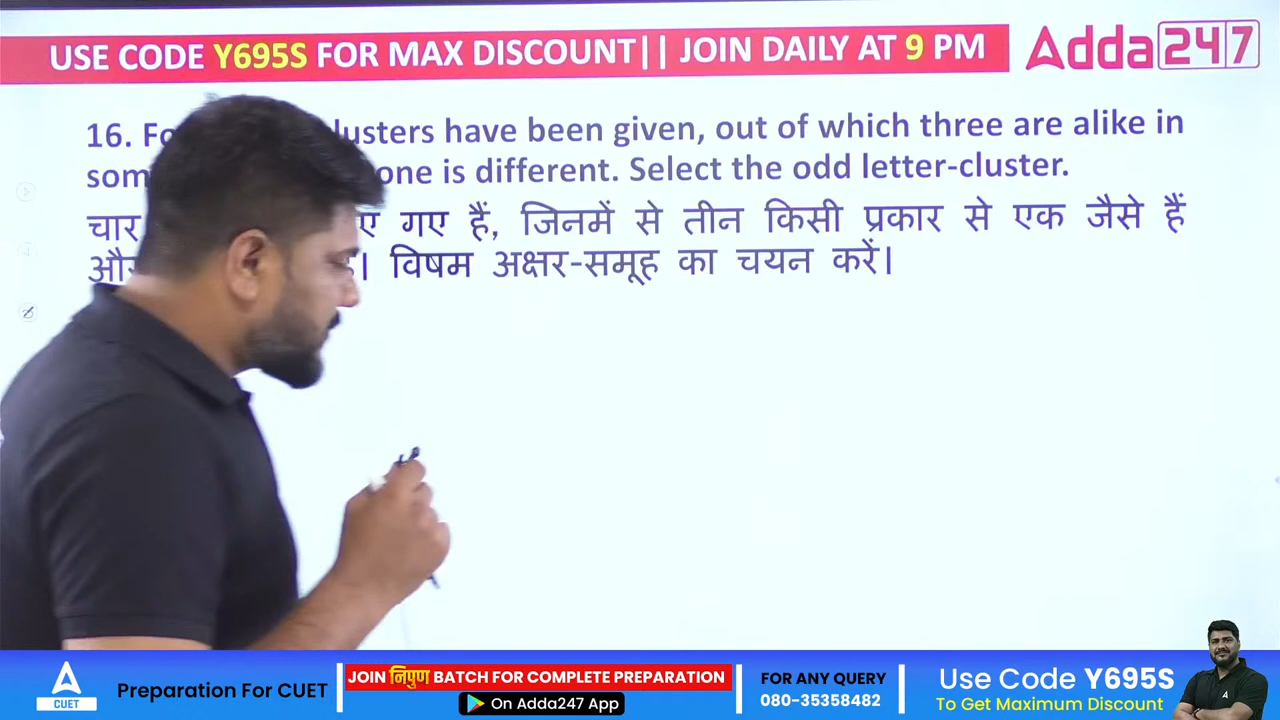 USE CODE Y695S FOR MAX DISCOUNT|| JOIN DAILY AT 9 PM
Adda247
16. lusters have been given, out of which three are alike in
one is different. Select the odd letter-cluster.
चार गए हैं, जिनमें से तीन किसी प्रकार से एक जैसे हैं
विषम अक्षर-समूह का चयन करें।
CUET
Preparation For CUET
JOIN निपुण BATCH FOR COMPLETE PREPARATION
On Adda247 App
FOR ANY QUERY
080-35358482
Use Code Y695S
To Get Maximum Discount